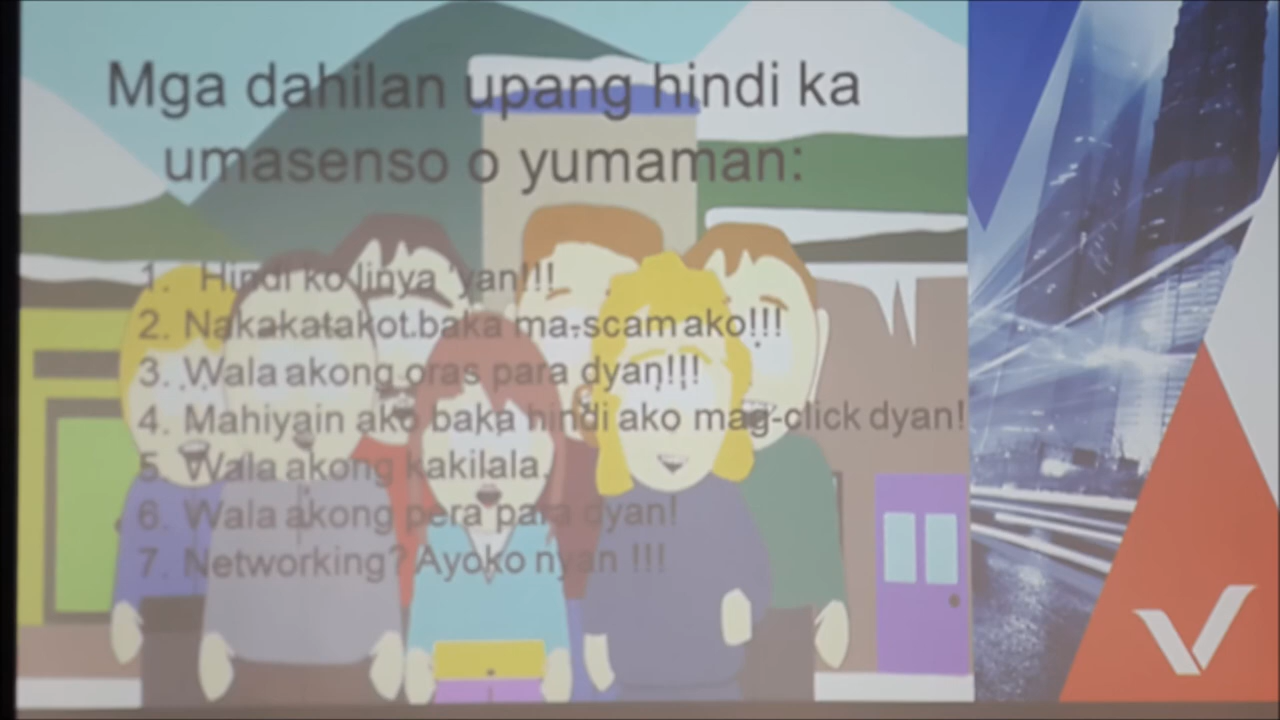 Mga dahilan upang hindi ka
umasenso o yumaman:
1. Hindi ko linya 'yan!!!
2. Nakakatakot.baka ma-scam ako!!!
3. Wala akong oras para dyan!!!
4. Mahiyain ako baka hindi ako mag-click dyan!
5. Wala akong kakilala.
6. Wala akong pera para dyan!
7. Networking? Ayoko nyan !!!